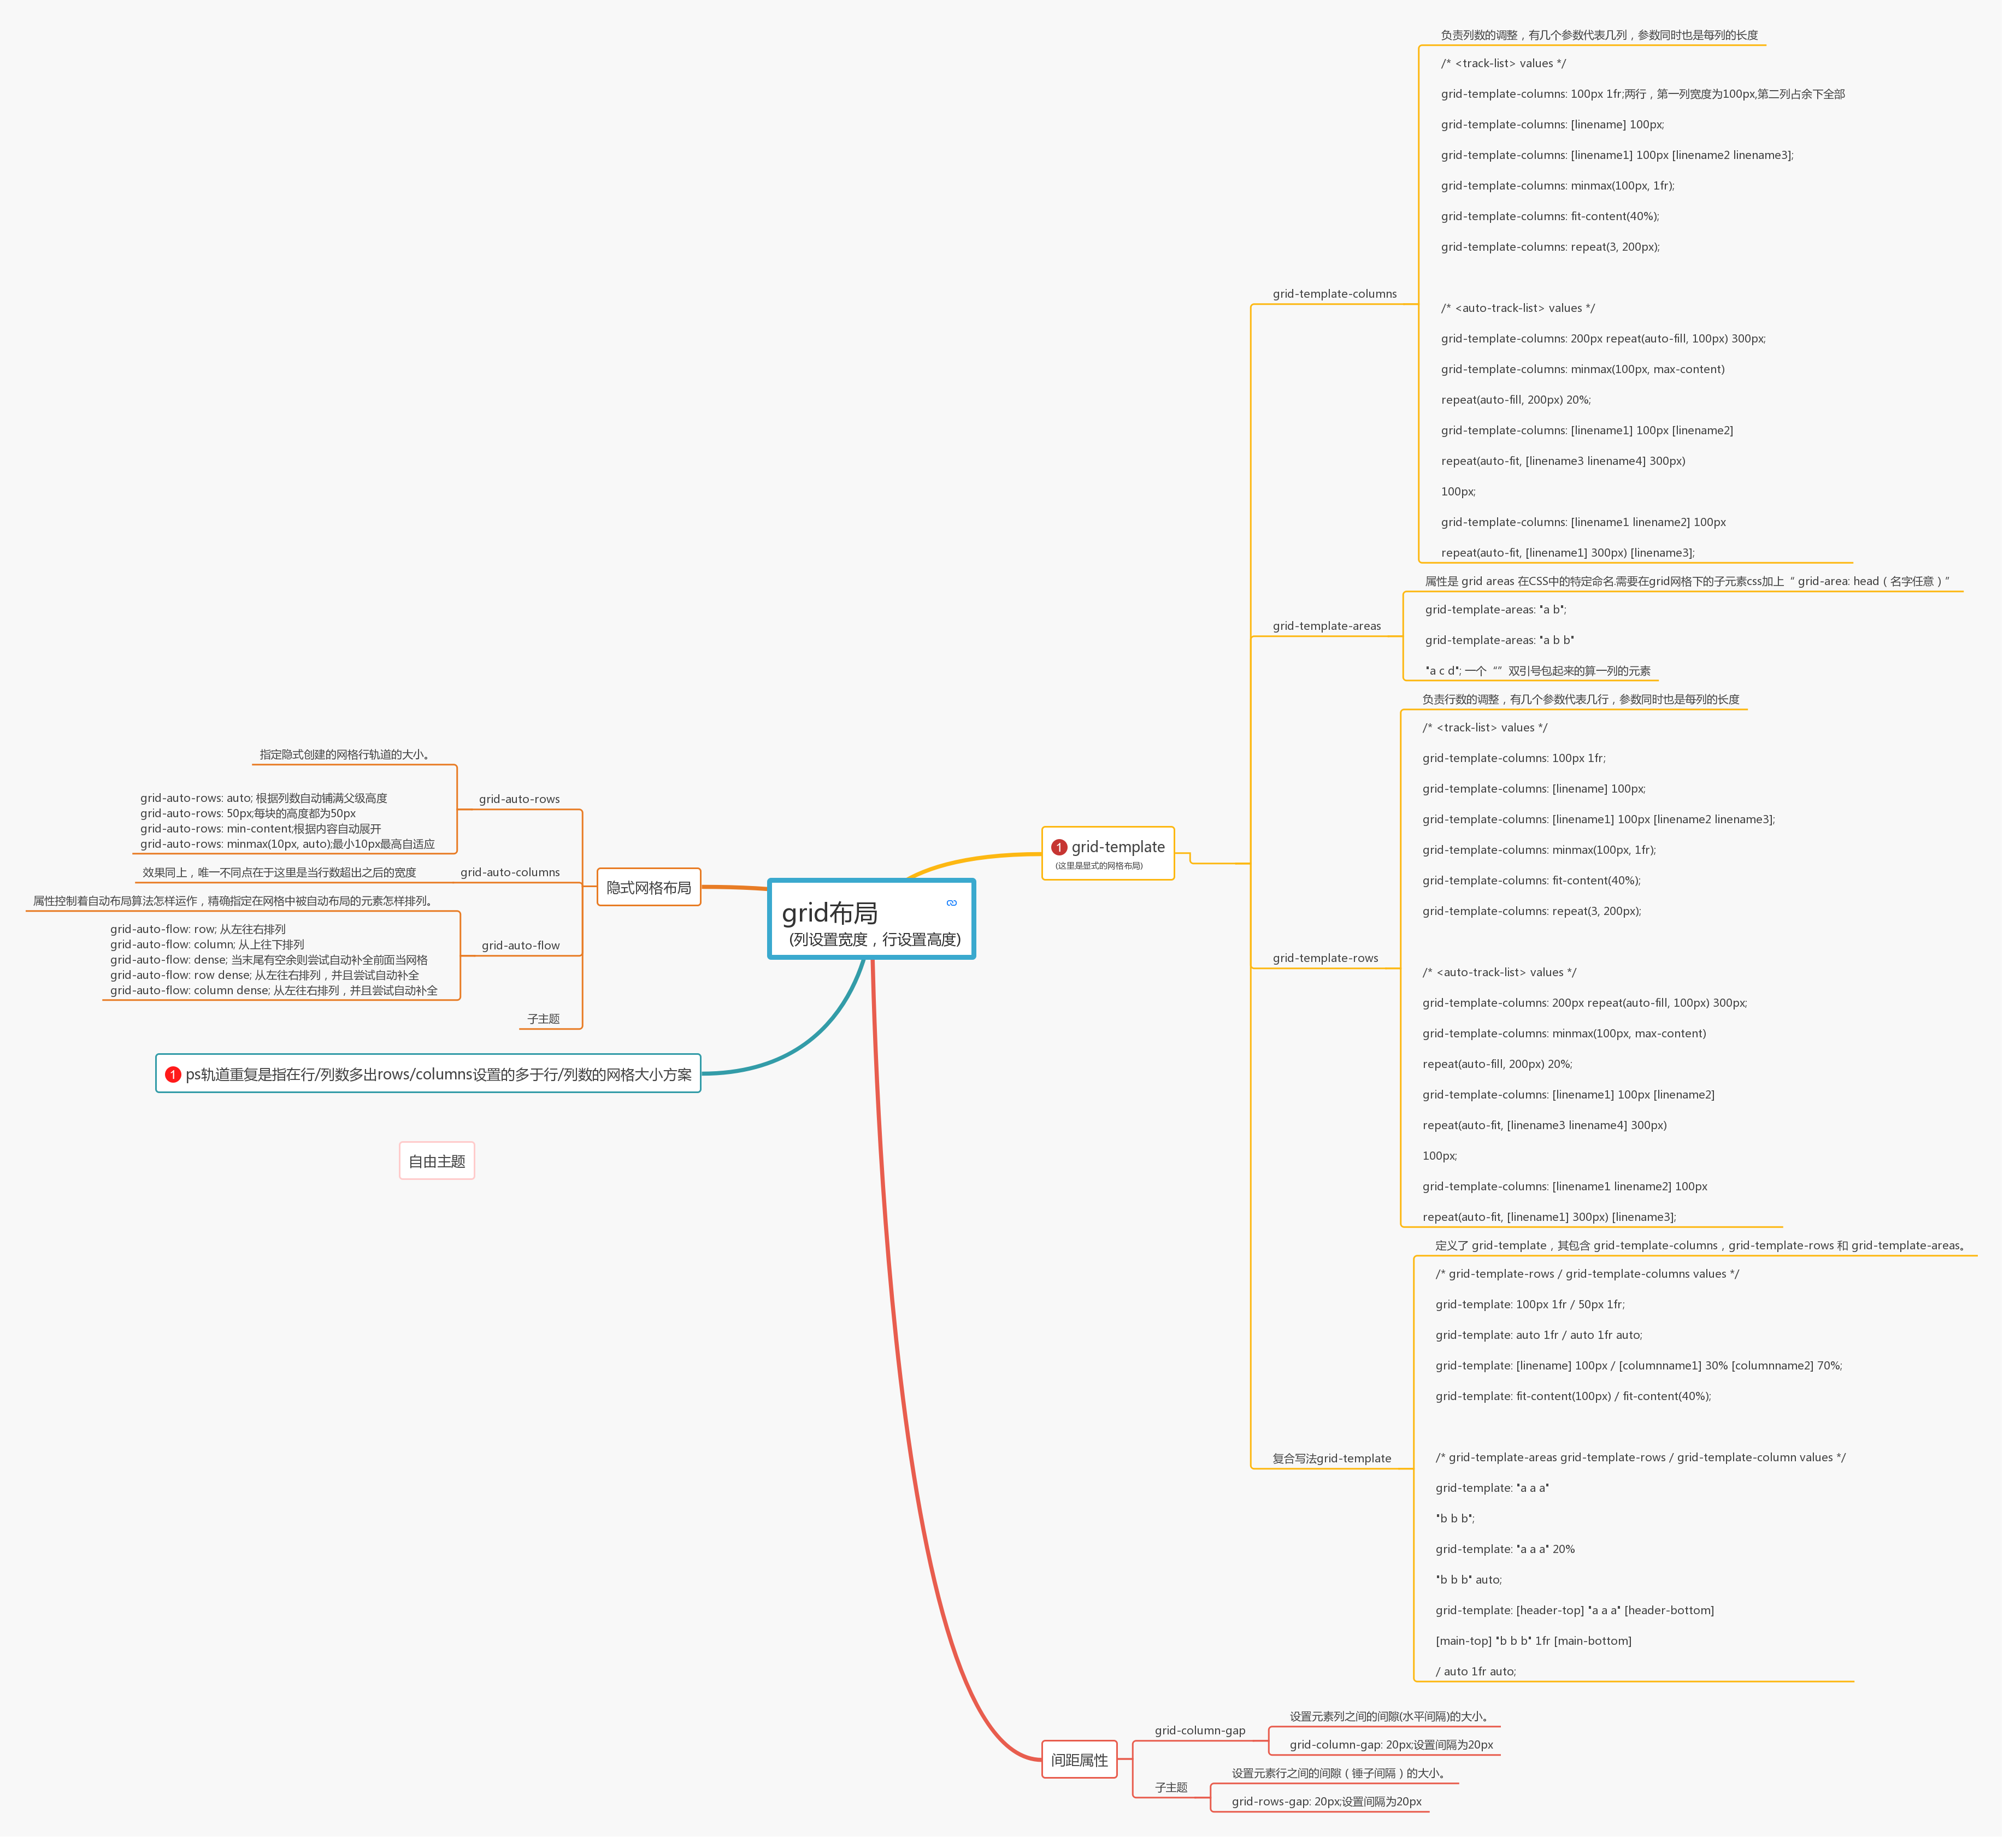 grid布局
(列设置宽度，行设置高度)
1 grid-template
(这里是显式的网格布局)
grid-template-columns
负责列数的调整，有几个参数代表几列，参数同时也是每列的长度
/* <track-list> values */
grid-template-columns: 100px 1fr;两行，第一列宽度为100px,第二列占余下全部
grid-template-columns: [linename] 100px;
grid-template-columns: [linename1] 100px [linename2 linename3];
grid-template-columns: minmax(100px, 1fr);
grid-template-columns: fit-content(40%);
grid-template-columns: repeat(3, 200px);
/* <auto-track-list> values */
grid-template-columns: 200px repeat(auto-fill, 100px) 300px;
grid-template-columns: minmax(100px, max-content)
repeat(auto-fill, 200px) 20%;
grid-template-columns: [linename1] 100px [linename2]
repeat(auto-fit, [linename3 linename4] 300px)
100px;
grid-template-columns: [linename1 linename2] 100px
repeat(auto-fit, [linename1] 300px) [linename3];
grid-template-areas
属性是 grid areas 在CSS中的特定命名.需要在grid网格下的子元素css加上“ grid-area: head（名字任意）”
grid-template-areas: "a b";
grid-template-areas: "a b b"
"a c d"; 一个“”双引号包起来的算一列的元素
grid-template-rows
负责行数的调整，有几个参数代表几行，参数同时也是每列的长度
/* <track-list> values */
grid-template-columns: 100px 1fr;
grid-template-columns: [linename] 100px;
grid-template-columns: [linename1] 100px [linename2 linename3];
grid-template-columns: minmax(100px, 1fr);
grid-template-columns: fit-content(40%);
grid-template-columns: repeat(3, 200px);
/* <auto-track-list> values */
grid-template-columns: 200px repeat(auto-fill, 100px) 300px;
grid-template-columns: minmax(100px, max-content)
repeat(auto-fill, 200px) 20%;
grid-template-columns: [linename1] 100px [linename2]
repeat(auto-fit, [linename3 linename4] 300px)
100px;
grid-template-columns: [linename1 linename2] 100px
repeat(auto-fit, [linename1] 300px) [linename3];
复合写法grid-template
定义了 grid-template，其包含 grid-template-columns，grid-template-rows 和 grid-template-areas。
/* grid-template-rows / grid-template-columns values */
grid-template: 100px 1fr / 50px 1fr;
grid-template: auto 1fr / auto 1fr auto;
grid-template: [linename] 100px / [columnname1] 30% [columnname2] 70%;
grid-template: fit-content(100px) / fit-content(40%);
/* grid-template-areas grid-template-rows / grid-template-column values */
grid-template: "a a a"
"b b b";
grid-template: "a a a" 20%
"b b b" auto;
grid-template: [header-top] "a a a" [header-bottom]
[main-top] "b b b" 1fr [main-bottom]
/ auto 1fr auto;
间距属性
grid-column-gap
设置元素列之间的间隙(水平间隔)的大小。
grid-column-gap: 20px;设置间隔为20px
子主题
设置元素行之间的间隙（锤子间隔）的大小。
grid-rows-gap: 20px;设置间隔为20px
隐式网格布局
grid-auto-rows
指定隐式创建的网格行轨道的大小。
grid-auto-rows: auto; 根据列数自动铺满父级高度
grid-auto-rows: 50px;每块的高度都为50px
grid-auto-rows: min-content;根据内容自动展开
grid-auto-rows: minmax(10px, auto);最小10px最高自适应
grid-auto-columns
效果同上，唯一不同点在于这里是当行数超出之后的宽度
grid-auto-flow
属性控制着自动布局算法怎样运作，精确指定在网格中被自动布局的元素怎样排列。
grid-auto-flow: row; 从左往右排列
grid-auto-flow: column; 从上往下排列
grid-auto-flow: dense; 当末尾有空余则尝试自动补全前面当网格
grid-auto-flow: row dense; 从左往右排列，并且尝试自动补全
grid-auto-flow: column dense; 从左往右排列，并且尝试自动补全
子主题
1 ps轨道重复是指在行/列数多出rows/columns设置的多于行/列数的网格大小方案
自由主题